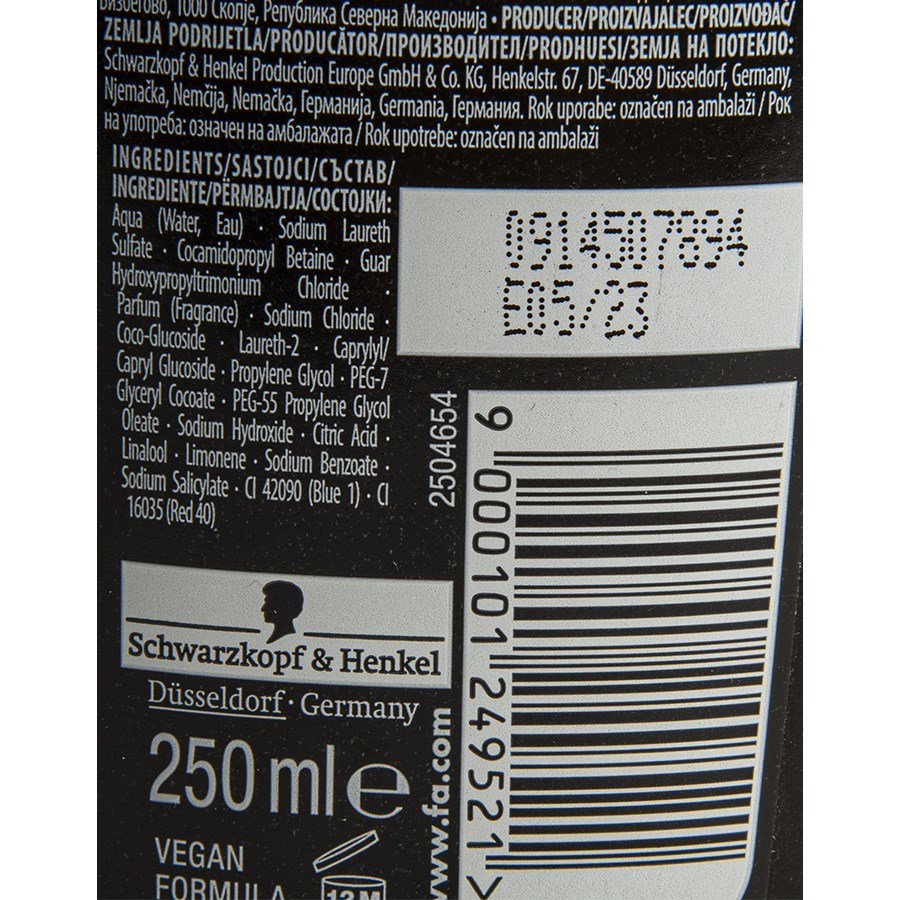 1000 Скопје, Република Северна Македонија • PRODUCER/PROIZVAJALEC/PROIZVOĐAČ/
ZEMLJA PODRIJETLA/PRODUCĂTOR/ПРОИЗВОДИТЕЛ/PRODHUESI/ЗЕМЈА НА ПОТЕКЛО:
Schwarzkopf & Henkel Production Europe GmbH & Co. KG, Henkelstr. 67, DE-40589 Düsseldorf, Germany,
Njemačka, Nemčija, Nemačka, Германија, Germania, Германия. Rok uporabe: označen na ambalaži / Рок
на употреба: означен на амбалажата / Rok upotrebe: označen na ambalaži
INGREDIENTS/SASTOJCI/СЪСТАВ/
INGREDIENTE/PËRMBAJTJA/СОСТОЈКИ:
Aqua (Water, Eau) · Sodium Laureth
Sulfate · Cocamidopropyl Betaine · Guar
Hydroxypropyltrimonium Chloride ·
Parfum (Fragrance) · Sodium Chloride ·
Coco-Glucoside · Laureth-2 · Caprylyl/
Capryl Glucoside · Propylene Glycol · PEG-7
Glyceryl Cocoate · PEG-55 Propylene Glycol
Oleate · Sodium Hydroxide · Citric Acid ·
Linalool · Limonene · Sodium Benzoate ·
Sodium Salicylate · CI 42090 (Blue 1) · CI
16035 (Red 40)
0914507894
E05/23
2504654
9 000101 249521 >
Schwarzkopf & Henkel
Düsseldorf · Germany
250 ml e
www.fa.com
VEGAN
FORMULA
12 M